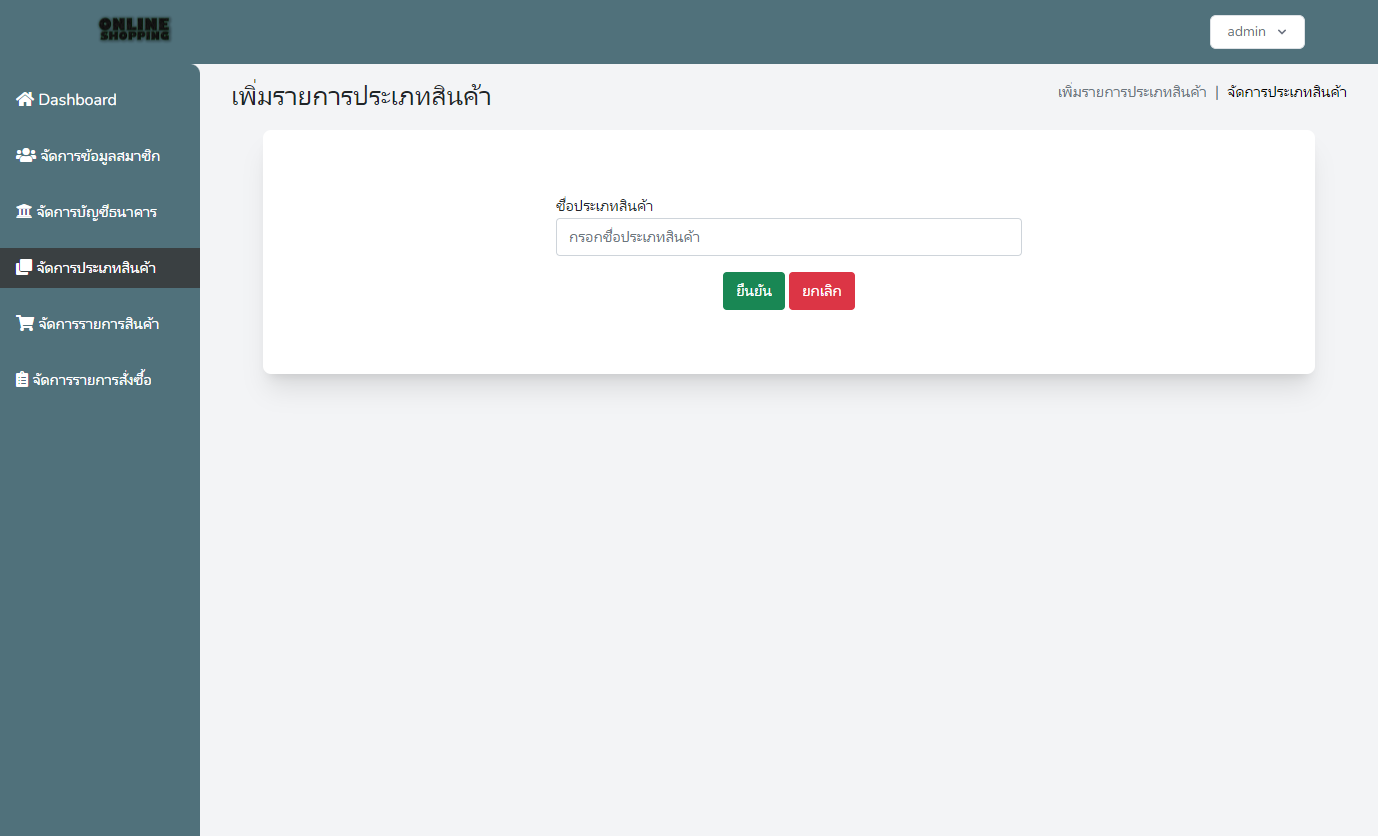 ONLINE
SHOPPING
admin
Dashboard
จัดการข้อมูลสมาชิก
จัดการบัญชีธนาคาร
จัดการประเภทสินค้า
จัดการรายการสินค้า
จัดการรายการสั่งซื้อ
เพิ่มรายการประเภทสินค้า
เพิ่มรายการประเภทสินค้า | จัดการประเภทสินค้า
ชื่อประเภทสินค้า
กรอกชื่อประเภทสินค้า
ยืนยัน ยกเลิก